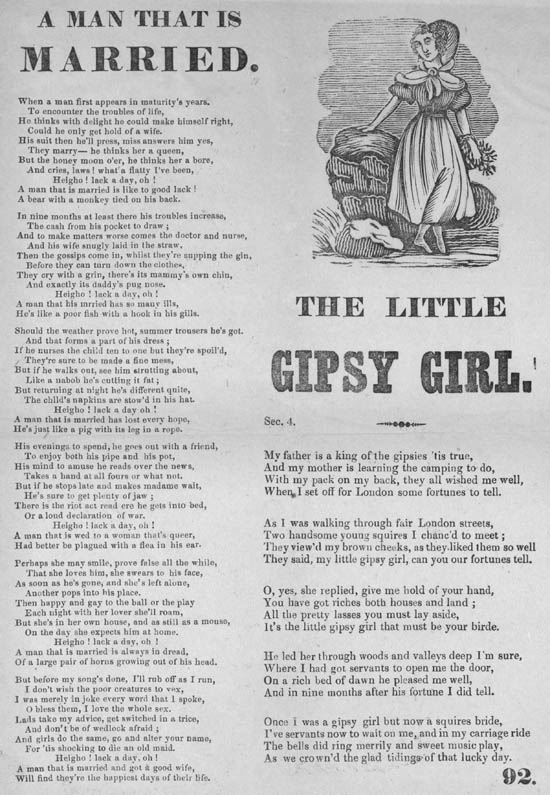 A MAN THAT IS
MARRIED.
When a man first appears in maturity's years.
To encounter the troubles of life,
He thinks with delight he could make himself right,
Could he only get hold of a wife.
His suit then he'll press, miss answers him yes,
They marry— he thinks her a queen,
But the honey moon o'er, he thinks her a bore,
And cries, laws! what a flatty I've been,
Heigho! lack a day, oh!
A man that is married is like to good lack!
A bear with a monkey tied on his back.
In nine months at least there his troubles increase,
The cash from his pocket to draw;
And to make matters worse comes the doctor and nurse,
And his wife snugly laid in the straw.
Then the gossips come in, whilst they're supping the gin,
Before they can turn down the clothes,
They cry with a grin, there's its mammy's own chin,
And exactly its daddy's pug nose.
Heigho! lack a day, oh!
A man that his mrried has so many ills,
He's like a poor fish with a hook in his gills.
Should the weather prove hot, summer trousers he's got.
And that forms a part of his dress;
If he nurses the child ten to one but they're spoil'd,
They're sure to be made a fine mess,
But if he walks out, see him strutting about,
Like a nabob he's cutting it fat;
But returning at night he's different quite,
The child's napkins are stow'd in his hat.
Heigho! lack a day oh!
A man that is married has lost every hope,
He's just like a pig with its leg in a rope.
His evenings to spend, he goes out with a friend,
To enjoy both his pipe and his pot,
His mind to amuse he reads over the news,
Takes a hand at all fours or what not.
But if he stops late and makes madame wait,
He's sure to get plenty of jaw;
There is the riot act read ere he gets into bed,
Or a loud declaration of war.
Heigho! lack a day, oh!
A man that is wed to a woman that's queer,
Had better be plagued with a flea in his ear.
Perhaps she may smile, prove false all the while,
That she loves him, she swears to his face,
As soon as he's gone, and she's left alone,
Another pops into his place.
Then happy and gay to the ball or the play
Each night with her lover she'll roam,
But she's in her own house, and as still as a mouse,
On the day she expects him at home.
Heigho! lack a day, oh!
A man that is married is always in dread,
Of a large pair of horns growing out of his head.
But before my song's done, I'll rub off as I run,
I don't wish the poor creatures to vex,
I was merely in joke every word that I spoke,
O bless them, I love the whole sex.
Lads take my advice, get switched in a trice,
And don't be of wedlock afraid;
And girls do the same, go and alter your name,
For 'tis shocking to die an old maid.
Heigho! lack a day oh!
A man that is married and got a good wife,
Will find they're the happiest days of their life.
THE LITTLE
GIPSY GIRL.
Sec. 4.
My father is a king of the gipsies 'tis true,
And my mother is learning the camping to do,
With my pack on my back, they all wished me well,
When I set off for London some fortunes to tell.
As I was walking through fair London streets,
Two handsome young squires I chanc'd to meet;
They view'd my brown cheeks, as they liked them so well
They said, my little gipsy girl, can you our fortunes tell.
O, yes, she replied, give me hold of your hand,
You have got riches both houses and land;
All the pretty lasses you must lay aside,
It's the little gipsy girl that must be your birde.
He led her through woods and valleys deep I'm sure,
Where I had got servants to open me the door,
On a rich bed of dawn he pleased me well,
And in nine months after his fortune I did tell.
Once i was a gipsy girl but now a squires bride,
I've servants now to wait on me, and in my carriage ride
The bells did ring merrily and sweet music play,
As we crown'd the glad tidings of that lucky day.
92.